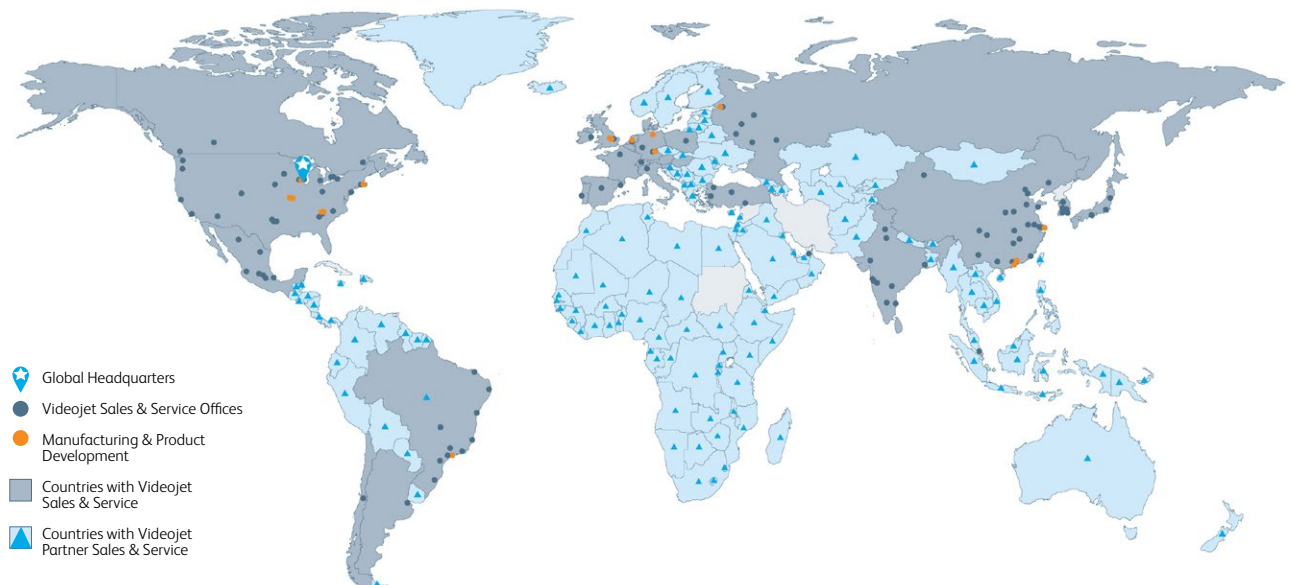 Global Headquarters
Videojet Sales & Service Offices
Manufacturing & Product
Development
Countries with Videojet
Sales & Service
Countries with Videojet
Partner Sales & Service